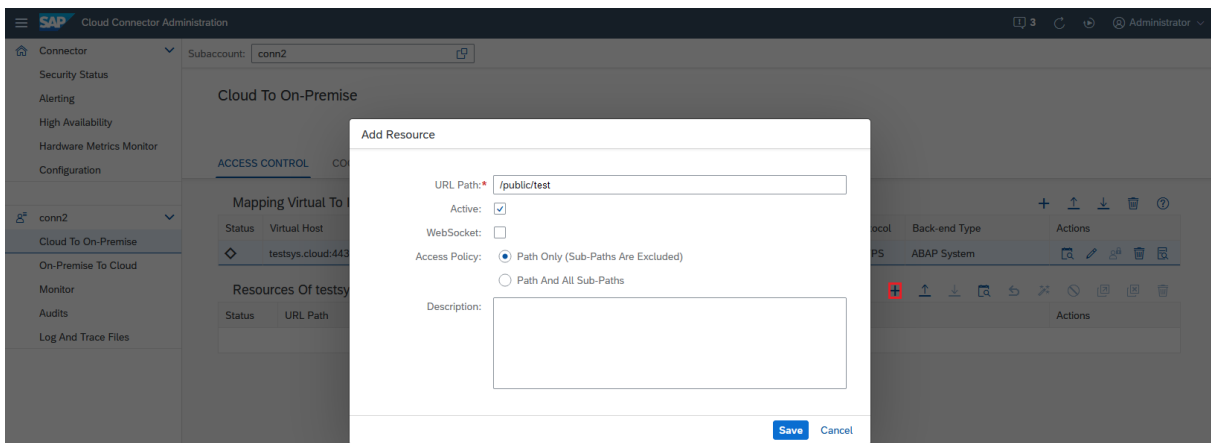 SAP Cloud Connector Administration 3 Administrator
Connector
Subaccount: conn2
Security Status
Alerting
High Availability
Hardware Metrics Monitor
Configuration
conn2
Cloud To On-Premise
On-Premise To Cloud
Monitor
Audits
Log And Trace Files
Cloud To On-Premise
ACCESS CONTROL
Mapping Virtual To
Status Virtual Host Back-end Type Actions
testsys.cloud:443 ABAP System
Resources Of testsy
Status URL Path Actions
Add Resource
URL Path:* /public/test
Active:
WebSocket:
Access Policy: Path Only (Sub-Paths Are Excluded)
Path And All Sub-Paths
Description:
Save Cancel